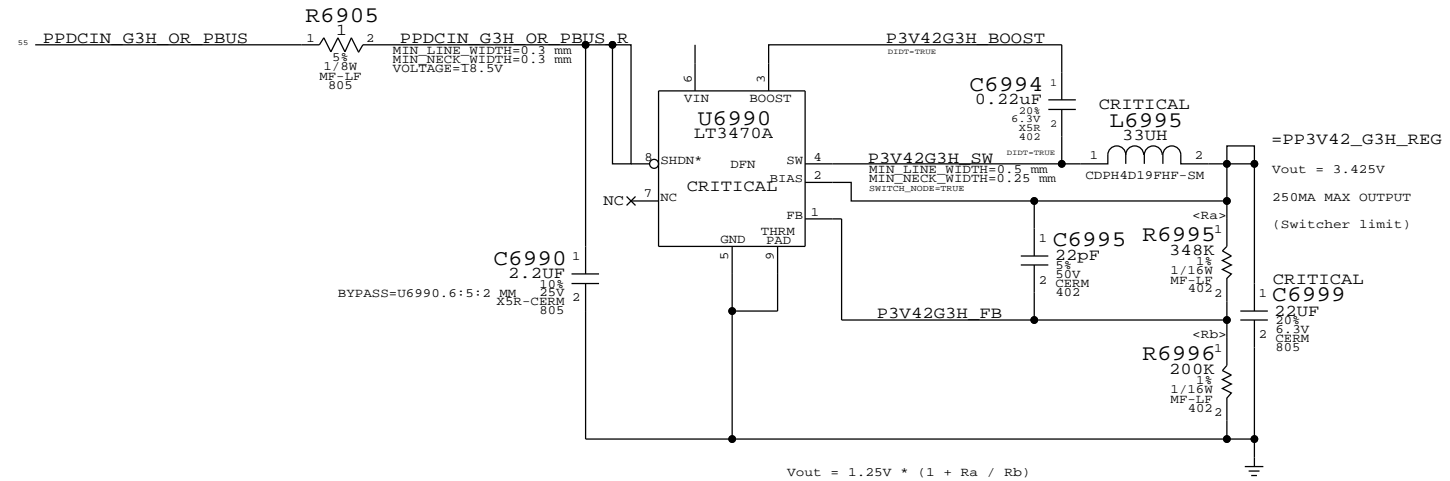 R6905
55 PPDCIN_G3H_OR_PBUS 1 1 2 PPDCIN_G3H_OR_PBUS_R
5%
1/8W
MF-LF
805
MIN_LINE_WIDTH=0.3 mm
MIN_NECK_WIDTH=0.3 mm
VOLTAGE=18.5V
P3V42G3H_BOOST
DIDT=TRUE
6 3
VIN BOOST
U6990
LT3470A
8 SHDN* DFN SW 4
CRITICAL BIAS 2
NC 7 NC
FB 1
GND THRM PAD
5 9
C6994 1
0.22uF
20%
6.3V
X5R 2
402
DIDT=TRUE
P3V42G3H_SW
MIN_LINE_WIDTH=0.5 mm
MIN_NECK_WIDTH=0.25 mm
SWITCH_NODE=TRUE
CRITICAL
L6995
33UH
1 2
CDPH4D19FHF-SM
=PP3V42_G3H_REG
Vout = 3.425V
250MA MAX OUTPUT
(Switcher limit)
C6990 1
2.2UF
10%
BYPASS=U6990.6:5:2 MM 25V 2
X5R-CERM
805
1 C6995
22pF
5%
2 50V
CERM
402
<Ra>
R6995 1
348K
1%
1/16W
MF-LF
402 2
CRITICAL
1 C6999
22UF
20%
2 6.3V
CERM
805
P3V42G3H_FB
<Rb>
R6996 1
200K
1%
1/16W
MF-LF
402 2
Vout = 1.25V * (1 + Ra / Rb)